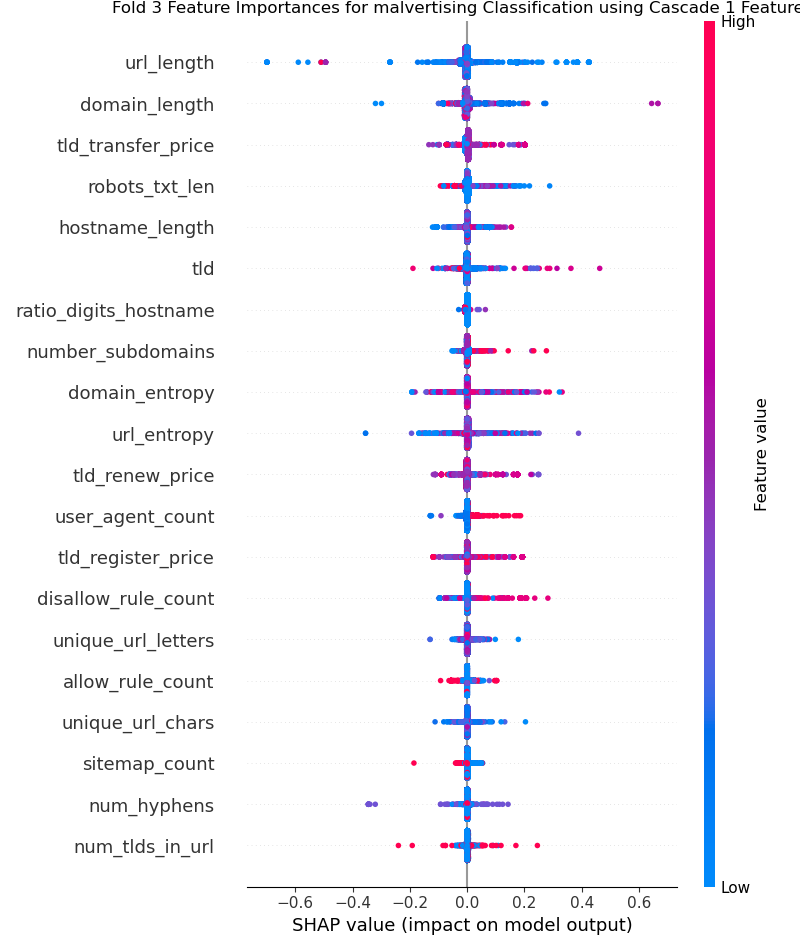 Fold 3 Feature Importances for malvertising Classification using Cascade 1 Feature
High
url_length
domain_length
tld_transfer_price
robots_txt_len
hostname_length
tld
ratio_digits_hostname
number_subdomains
domain_entropy
url_entropy
tld_renew_price
user_agent_count
tld_register_price
disallow_rule_count
unique_url_letters
allow_rule_count
unique_url_chars
sitemap_count
num_hyphens
num_tlds_in_url
Feature value
Low
−0.6 −0.4 −0.2 0.0 0.2 0.4 0.6
SHAP value (impact on model output)